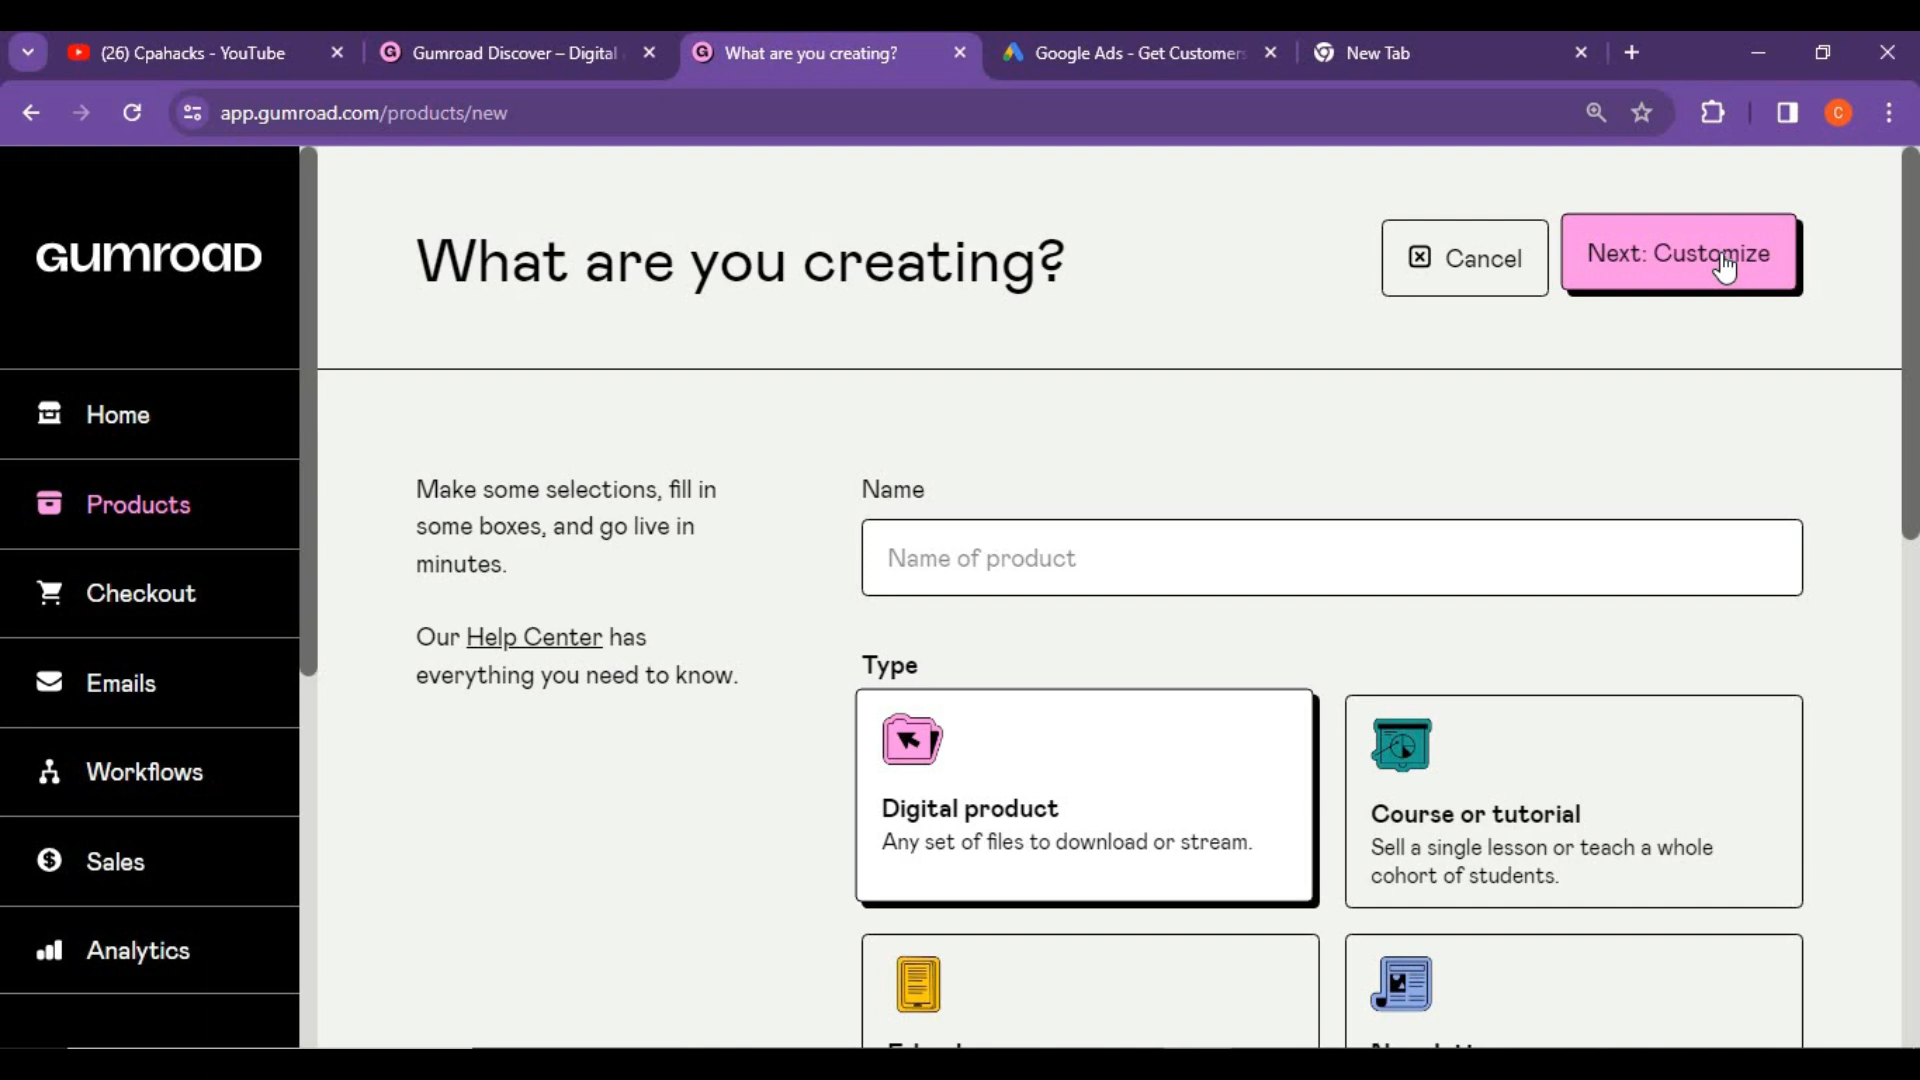 (26) Cpahacks - YouTube
Gumroad Discover – Digital
What are you creating?
Google Ads - Get Customers
New Tab
app.gumroad.com/products/new
C
GUMROAD
What are you creating?
Cancel
Next: Customize
Home
Products
Checkout
Emails
Workflows
Sales
Analytics
Make some selections, fill in
some boxes, and go live in
minutes.
Our Help Center has
everything you need to know.
Name
Name of product
Type
Digital product
Any set of files to download or stream.
Course or tutorial
Sell a single lesson or teach a whole
cohort of students.